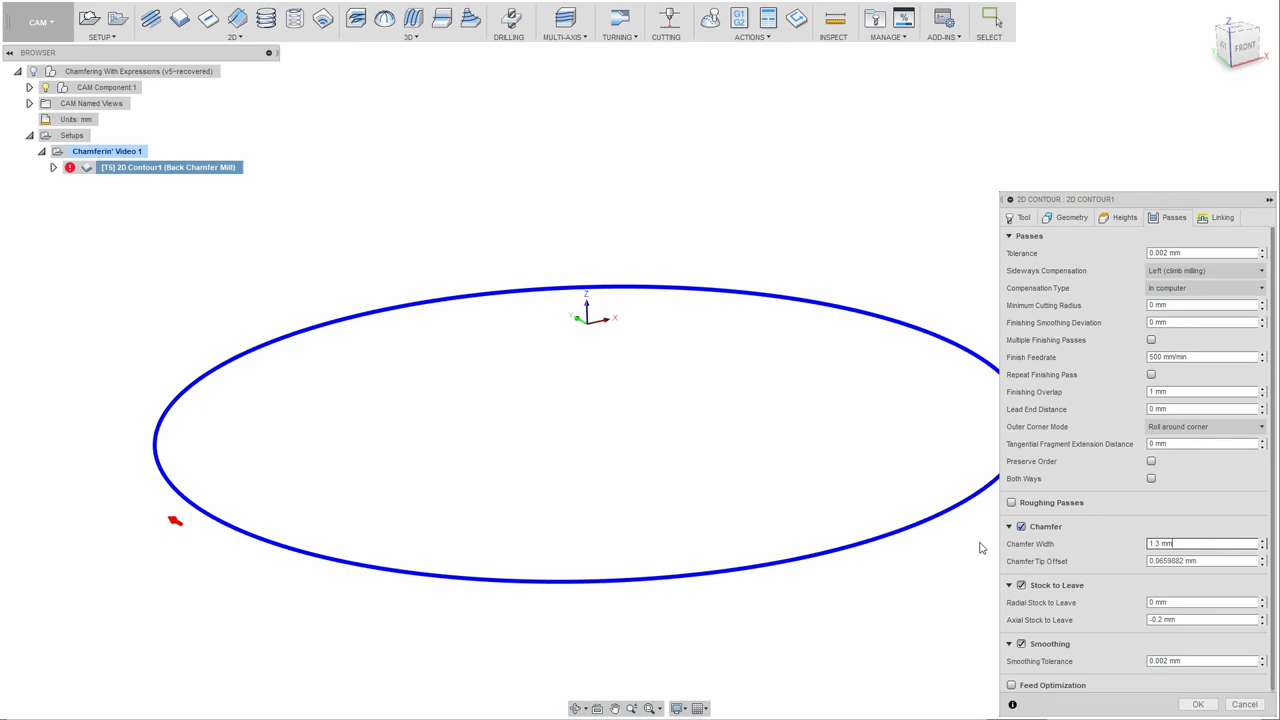 CAM
SETUP
2D
3D
DRILLING
MULTI-AXIS
TURNING
CUTTING
G1
G2
ACTIONS
INSPECT
MANAGE
ADD-INS
SELECT
Z
FRONT
X
BROWSER
Chamfering With Expressions (v5~recovered)
CAM Component:1
CAM Named Views
Units: mm
Setups
Chamferin' Video 1
[T5] 2D Contour1 (Back Chamfer Mill)
Z
Y
X
2D CONTOUR : 2D CONTOUR1
Tool
Geometry
Heights
Passes
Linking
Passes
Tolerance 0.002 mm
Sideways Compensation Left (climb milling)
Compensation Type In computer
Minimum Cutting Radius 0 mm
Finishing Smoothing Deviation 0 mm
Multiple Finishing Passes
Finish Feedrate 500 mm/min
Repeat Finishing Pass
Finishing Overlap 1 mm
Lead End Distance 0 mm
Outer Corner Mode Roll around corner
Tangential Fragment Extension Distance 0 mm
Preserve Order
Both Ways
Roughing Passes
Chamfer
Chamfer Width 1.3 mm
Chamfer Tip Offset 0.0659882 mm
Stock to Leave
Radial Stock to Leave 0 mm
Axial Stock to Leave -0.2 mm
Smoothing
Smoothing Tolerance 0.002 mm
Feed Optimization
OK
Cancel